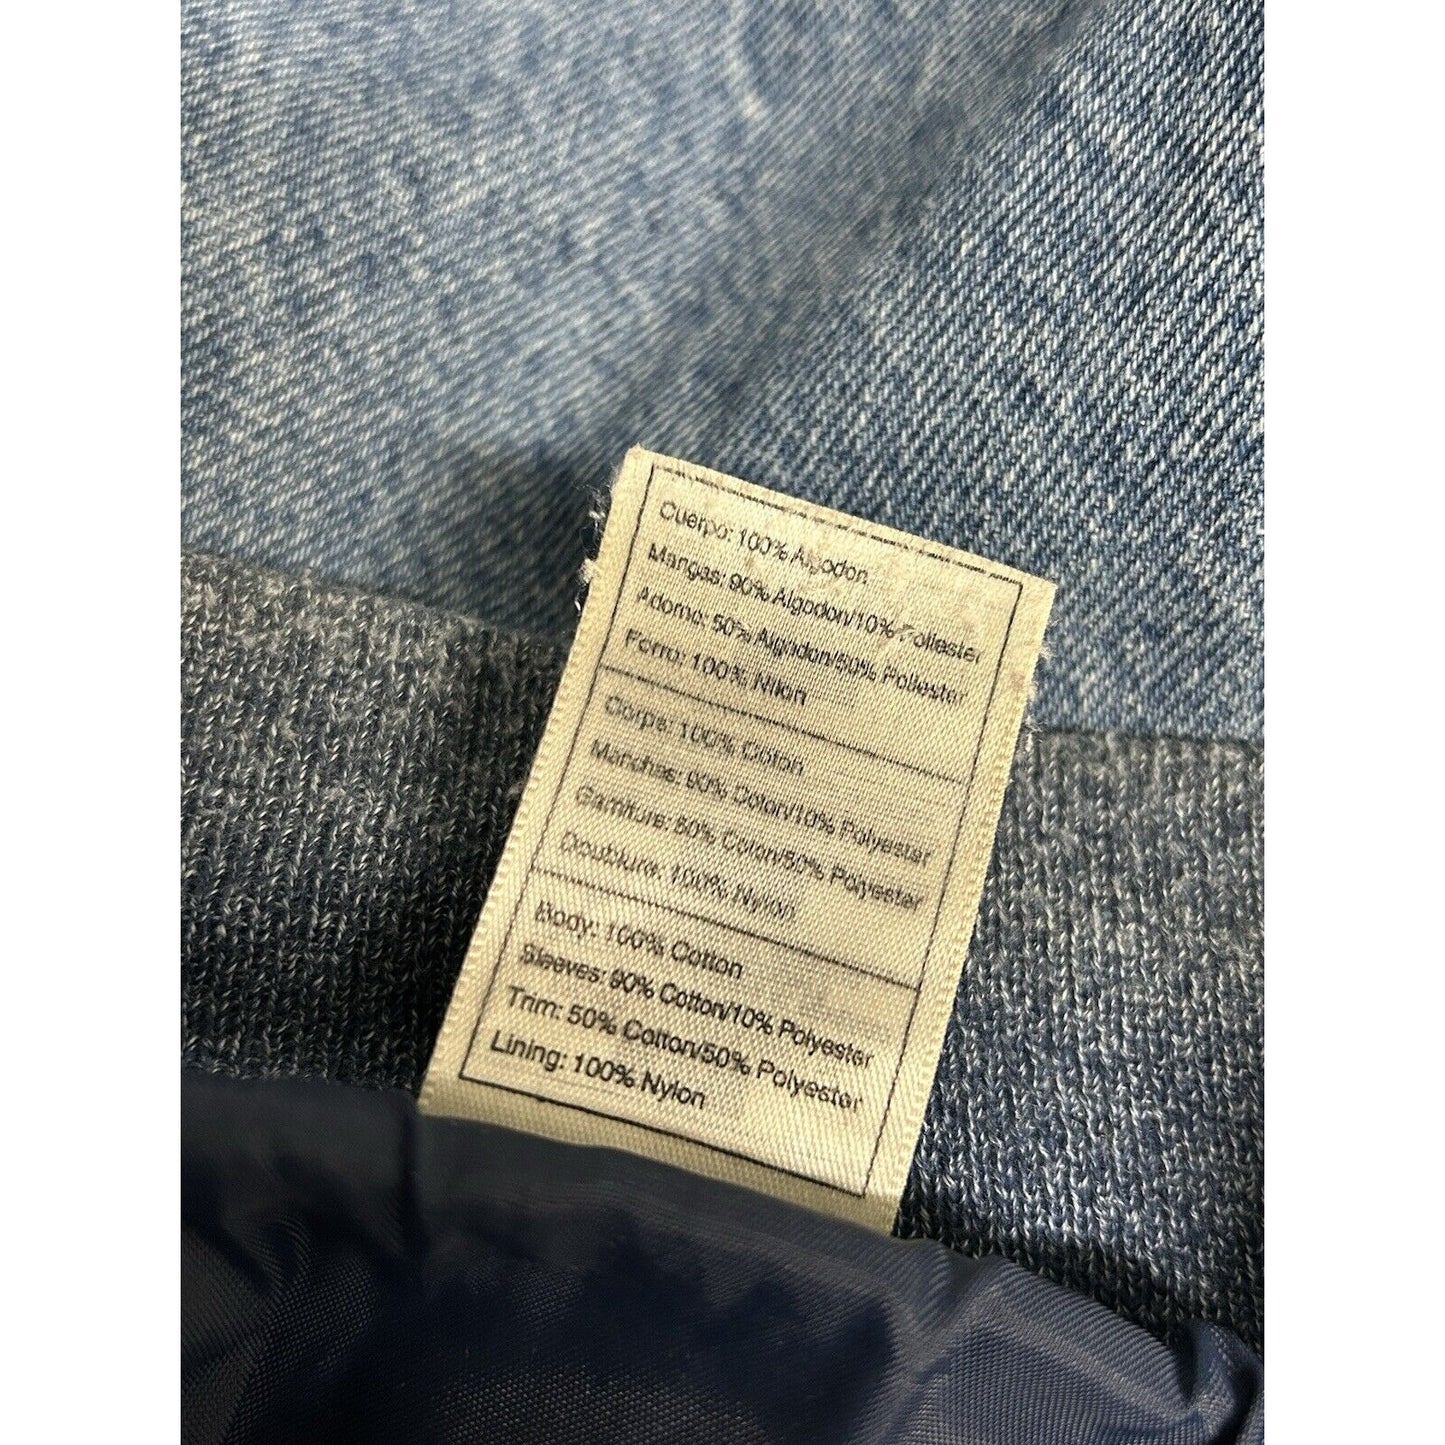 Cuerpo: 100% Algodon
Mangas: 90% Algodon/10% Poliester
Adorno: 50% Algodon/50% Poliester
Forro: 100% Nilon
Corps: 100% Coton
Manches: 90% Coton/10% Polyester
Garniture: 50% Coton/50% Polyester
Doublure: 100% Nylon
Body: 100% Cotton
Sleeves: 90% Cotton/10% Polyester
Trim: 50% Cotton/50% Polyester
Lining: 100% Nylon